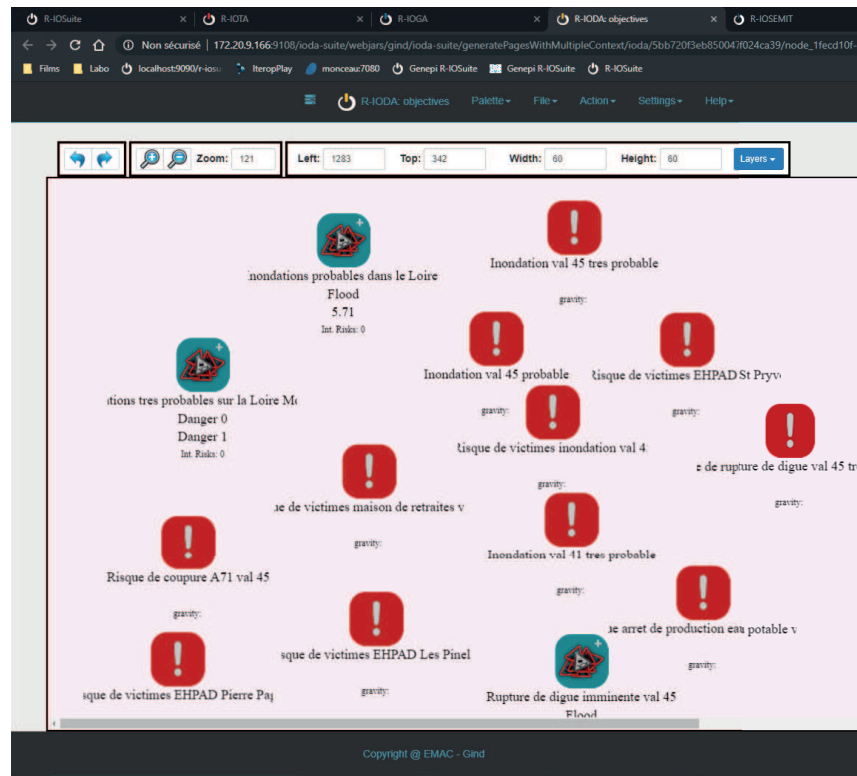 R-IOSuite × R-IOTA × R-IOGA × R-IODA: objectives × R-IOSEMIT
Non sécurisé | 172.20.9.166:9108/ioda-suite/webjars/gind/ioda-suite/generatePagesWithMultipleContext/ioda/5bb720f3eb850047f024ca39/node_1fecd10f-
Films Labo localhost:9090/r-iosu IteropPlay monceau:7080 Genepi R-IOSuite Genepi R-IOSuite R-IOSuite
R-IODA: objectives Palette File Action Settings Help
Zoom: 121 Left: 1283 Top: 342 Width: 60 Height: 60 Layers
nondations probables dans le Loire
Flood
5.71
Int. Risks: 0
Inondation val 45 tres probable
gravity:
tions tres probables sur la Loire Mo
Danger 0
Danger 1
Int. Risks: 0
Inondation val 45 probable
gravity:
Risque de victimes EHPAD St Pryv
gravity:
Risque de victimes inondation val 4
gravity:
e de rupture de digue val 45 tr
gravity:
ue de victimes maison de retraites v
gravity:
Inondation val 41 tres probable
gravity:
Risque de coupure A71 val 45
gravity:
ue arret de production eau potable v
gravity:
sque de victimes EHPAD Les Pinel
gravity:
sque de victimes EHPAD Pierre Pag
Rupture de digue imminente val 45
Flood
Copyright @ EMAC - Gind